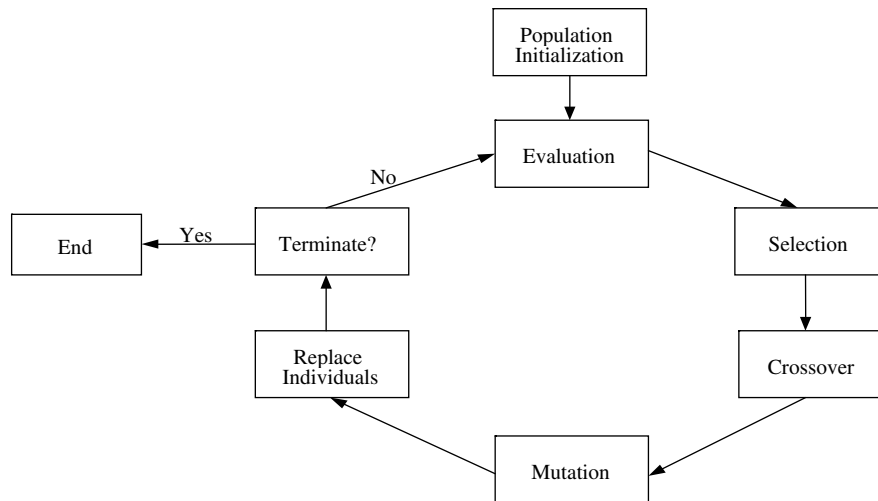 Population
Initialization
Evaluation
No
Selection
Terminate?
Yes
End
Replace
Individuals
Crossover
Mutation